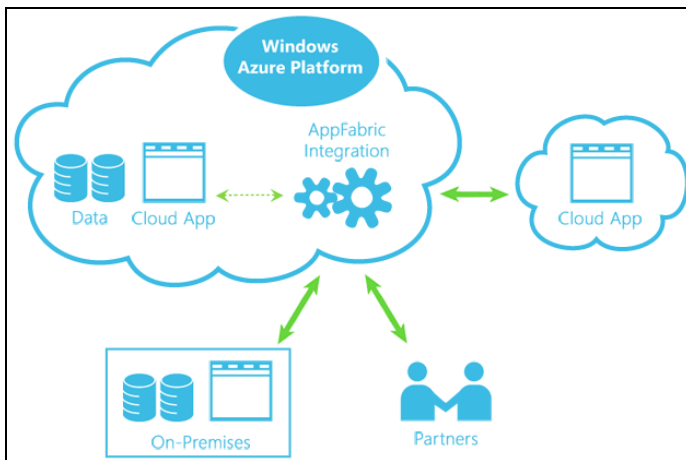 Windows
Azure Platform
AppFabric
Integration
Data
Cloud App
Cloud App
On-Premises
Partners